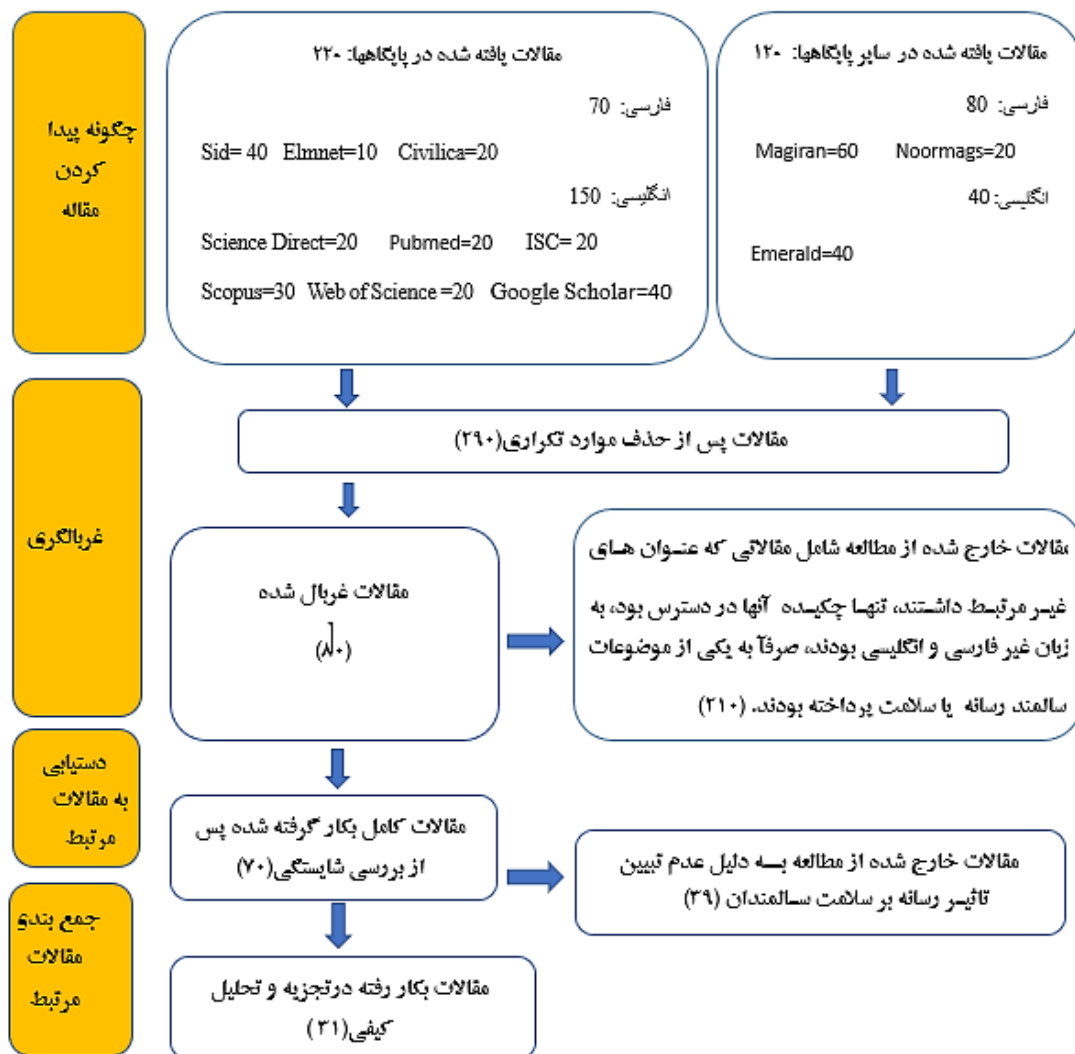 چگونه پیدا
کردن
مقاله
مقالات یافته شده در سایر پایگاهها: ۱۲۰
فارسی: 80
Magiran=60 Noormags=20
انگلیسی: 40
Emerald=40
مقالات یافته شده در پایگاهها: ۲۲۰
فارسی: 70
Sid= 40 Elmnet=10 Civilica=20
انگلیسی: 150
Science Direct=20 Pubmed=20 ISC= 20
Scopus=30 Web of Science =20 Google Scholar=40
غربالگری
مقالات پس از حذف موارد تکراری(۲۹۰)
مقالات غربال شده
(۸۰)
مقالات خارج شده از مطالعه شامل مقالاتی که عنوان های
غیر مرتبط داشتند، تنها چکیده آنها در دسترس بود، به
زبان غیر فارسی و انگلیسی بودند، صرفآ به یکی از موضوعات
سالمند رسانه یا سلامت پرداخته بودند. (۲۱۰)
دستیابی
به مقالات
مرتبط
مقالات کامل بکار گرفته شده پس
از بررسی شایستگی(۷۰)
مقالات خارج شده از مطالعه به دلیل عدم تبیین
تاثیر رسانه بر سلامت سالمندان (۳۹)
جمع بندی
مقالات
مرتبط
مقالات بکار رفته درتجزیه و تحلیل
کیفی(۳۱)